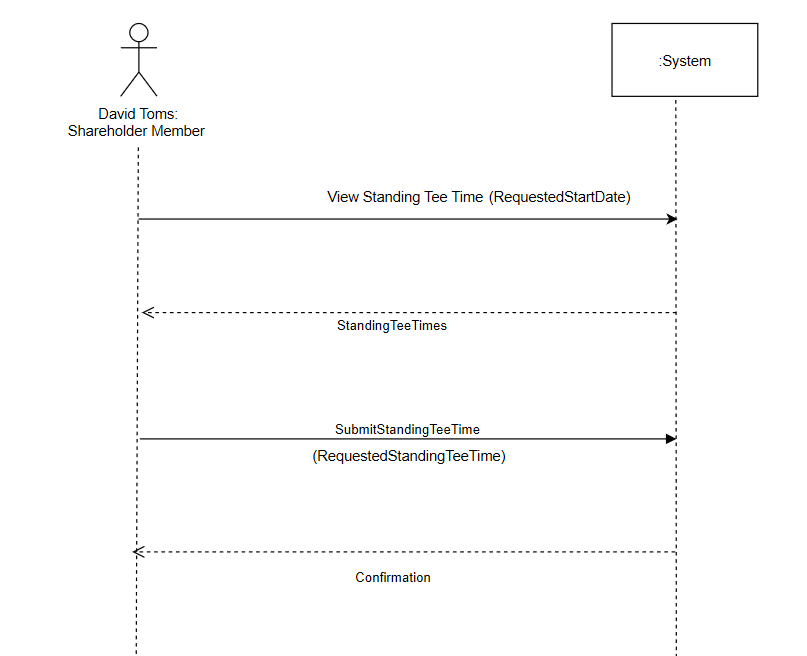 David Toms:
Shareholder Member
:System
View Standing Tee Time (RequestedStartDate)
StandingTeeTimes
SubmitStandingTeeTime
(RequestedStandingTeeTime)
Confirmation